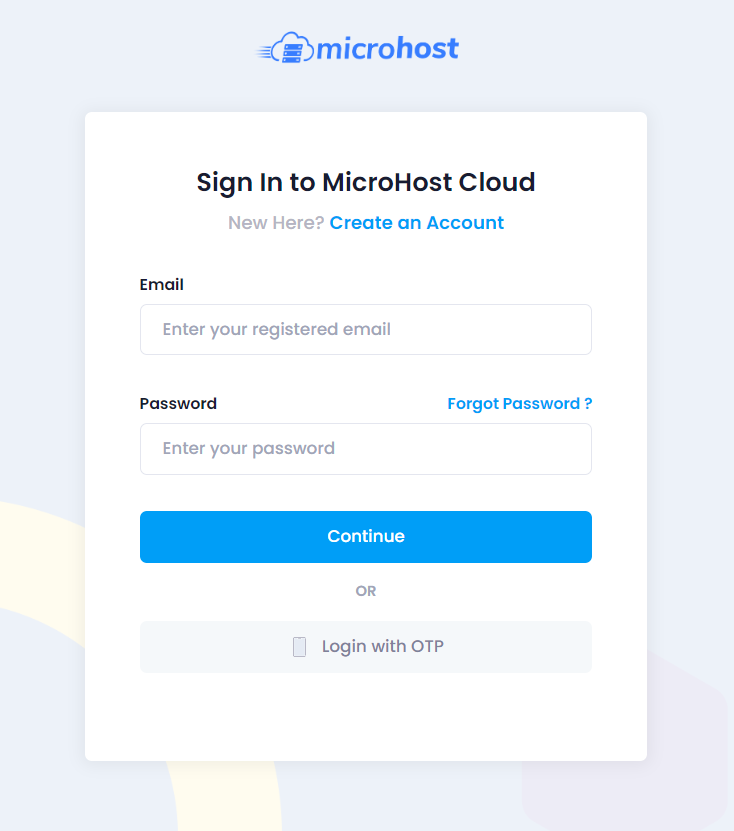 microhost
Sign In to MicroHost Cloud
New Here? Create an Account
Email
Enter your registered email
Password Forgot Password ?
Enter your password
Continue
OR
Login with OTP